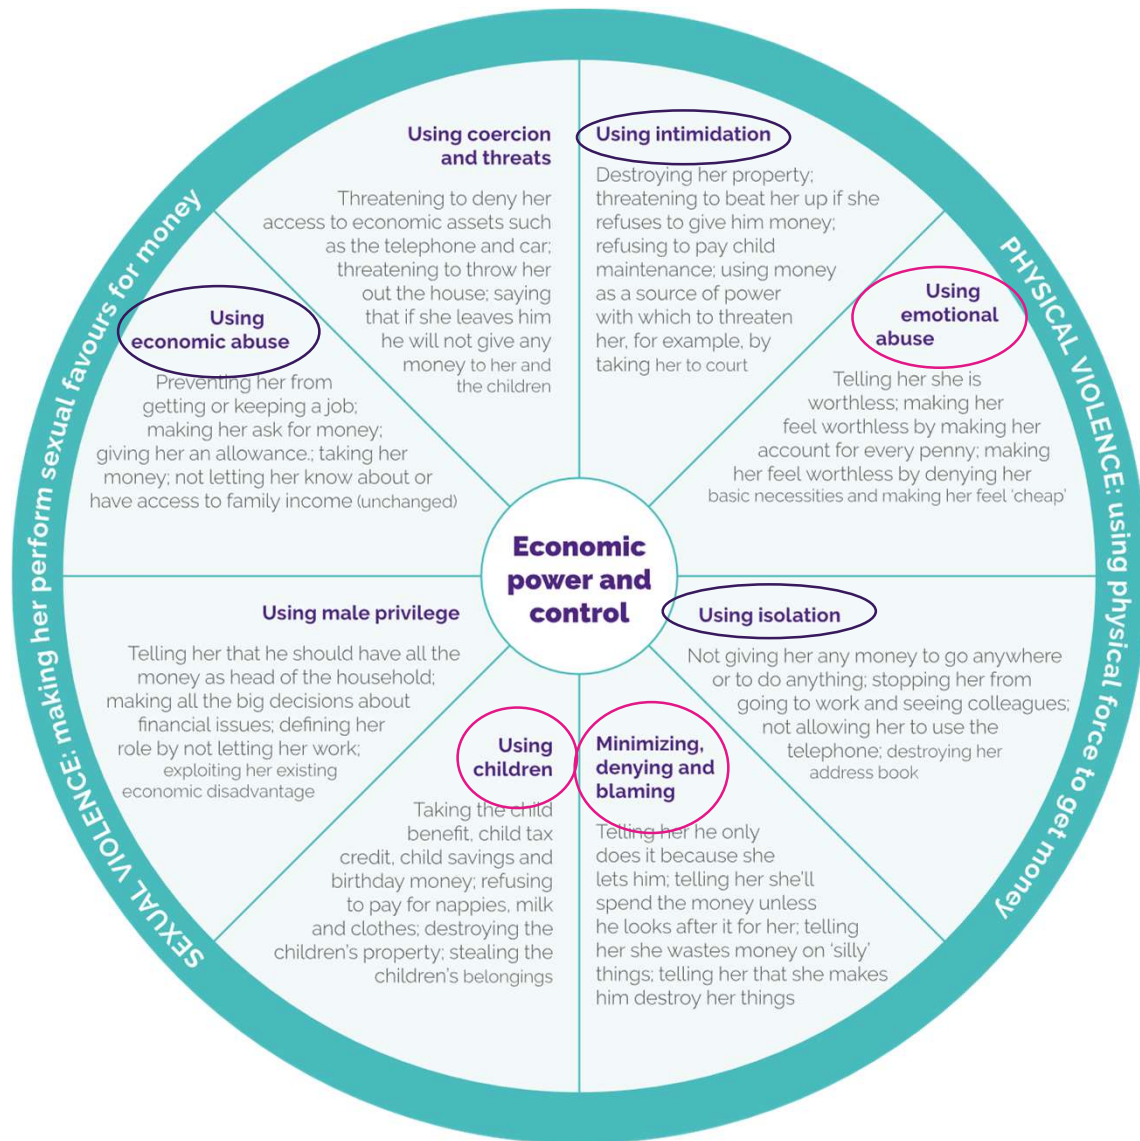 Using coercion
and threats
Threatening to deny her
access to economic assets such
as the telephone and car;
threatening to throw her
out the house; saying
that if she leaves him
he will not give any
money to her and
the children
Using intimidation
Destroying her property;
threatening to beat her up if she
refuses to give him money;
refusing to pay child
maintenance; using money
as a source of power
with which to threaten
her, for example, by
taking her to court
Using
emotional
abuse
Telling her she is
worthless; making her
feel worthless by making her
account for every penny; making
her feel worthless by denying her
basic necessities and making her feel ‘cheap’
Using isolation
Not giving her any money to go anywhere
or to do anything; stopping her from
going to work and seeing colleagues;
not allowing her to use the
telephone; destroying her
address book
Minimizing,
denying and
blaming
Telling her he only
does it because she
lets him; telling her she’ll
spend the money unless
he looks after it for her; telling
her she wastes money on ‘silly’
things; telling her that she makes
him destroy her things
Using
children
Taking the child
benefit, child tax
credit, child savings and
birthday money; refusing
to pay for nappies, milk
and clothes; destroying the
children’s property; stealing the
children’s belongings
Using male privilege
Telling her that he should have all the
money as head of the household;
making all the big decisions about
financial issues; defining her
role by not letting her work;
exploiting her existing
economic disadvantage
Using
economic abuse
Preventing her from
getting or keeping a job;
making her ask for money;
giving her an allowance.; taking her
money; not letting her know about or
have access to family income (unchanged)
Economic
power and
control
SEXUAL VIOLENCE: making her perform sexual favours for money
PHYSICAL VIOLENCE: using physical force to get money